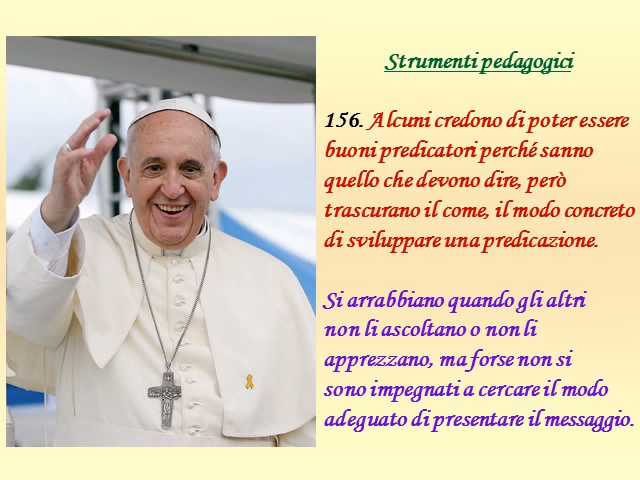 Strumenti pedagogici
156. Alcuni credono di poter essere
buoni predicatori perché sanno
quello che devono dire, però
trascurano il come, il modo concreto
di sviluppare una predicazione.
Si arrabbiano quando gli altri
non li ascoltano o non li
apprezzano, ma forse non si
sono impegnati a cercare il modo
adeguato di presentare il messaggio.